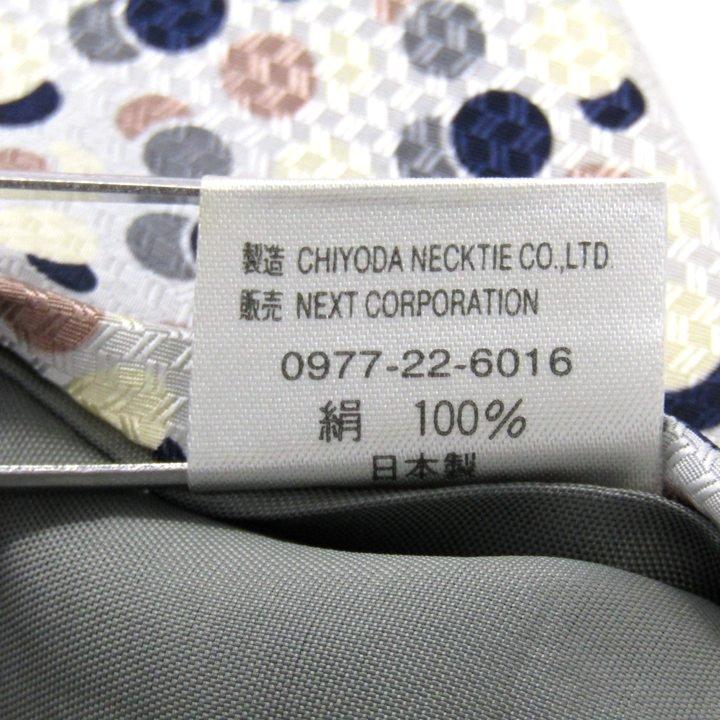 製造 CHIYODA NECKTIE CO.,LTD.
販売 NEXT CORPORATION
0977-22-6016
絹 100%
日本製